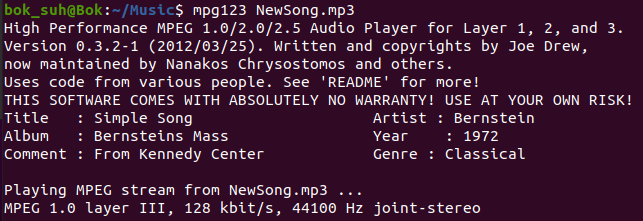 bok_suh@Bok:~/Music$ mpg123 NewSong.mp3
High Performance MPEG 1.0/2.0/2.5 Audio Player for Layer 1, 2, and 3.
Version 0.3.2-1 (2012/03/25). Written and copyrights by Joe Drew,
now maintained by Nanakos Chrysostomos and others.
Uses code from various people. See 'README' for more!
THIS SOFTWARE COMES WITH ABSOLUTELY NO WARRANTY! USE AT YOUR OWN RISK!
Title   : Simple Song                    Artist : Bernstein
Album   : Bernsteins Mass                Year   : 1972
Comment : From Kennedy Center            Genre : Classical
Playing MPEG stream from NewSong.mp3 ...
MPEG 1.0 layer III, 128 kbit/s, 44100 Hz joint-stereo